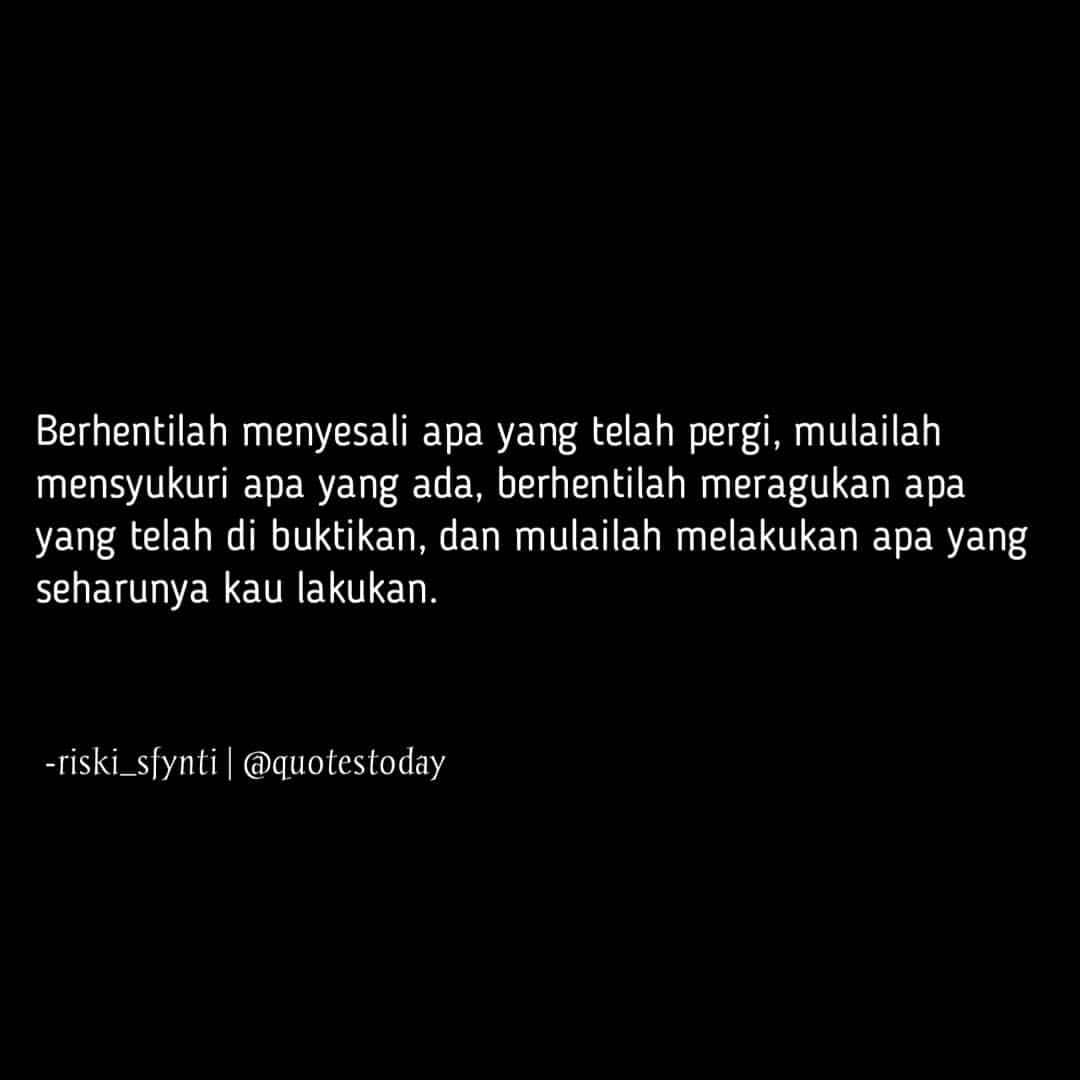 Berhentilah menyesali apa yang telah pergi, mulailah
mensyukuri apa yang ada, berhentilah meragukan apa
yang telah di buktikan, dan mulailah melakukan apa yang
seharunya kau lakukan.
-riski_sfynti | @quotestoday